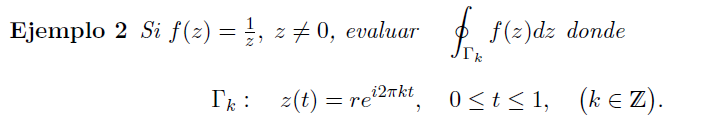 Ejemplo 2 Si f(z) = 1/z, z ≠ 0, evaluar ∮_{Γ_k} f(z)dz donde
Γ_k : z(t) = re^{i2πkt}, 0 ≤ t ≤ 1, (k ∈ ℤ).